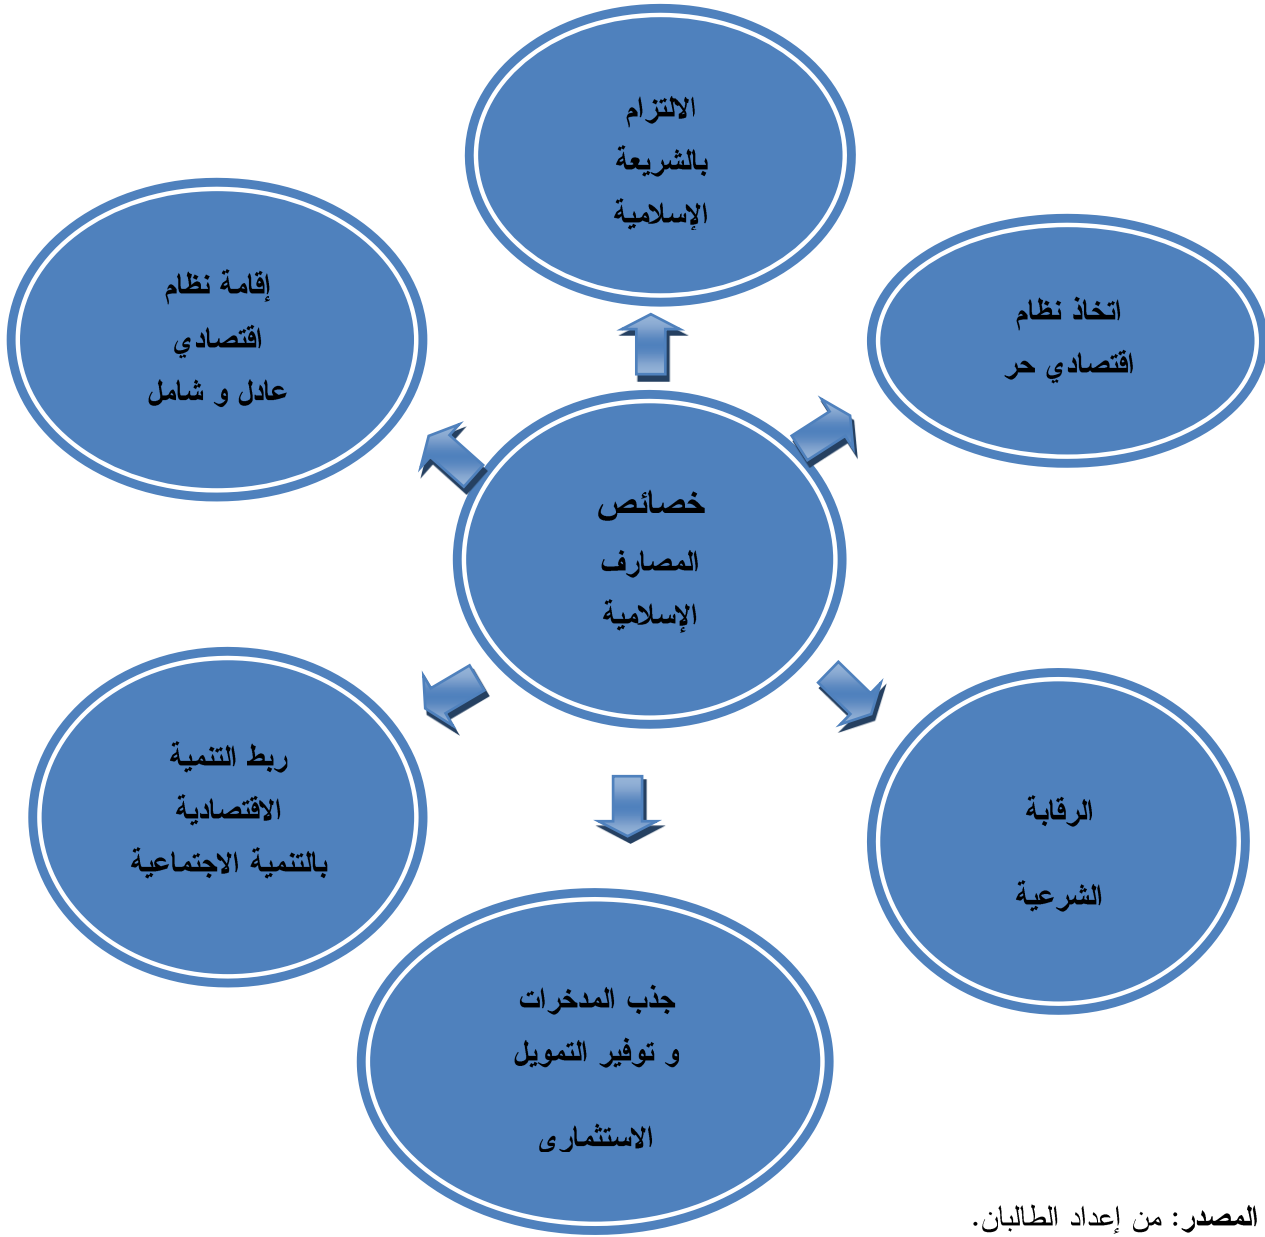 الالتزام
بالشريعة
الإسلامية
اتخاذ نظام
اقتصادي حر
إقامة نظام
اقتصادي
عادل و شامل
خصائص
المصارف
الإسلامية
الرقابة
الشرعية
ربط التنمية
الاقتصادية
بالتنمية الاجتماعية
جذب المدخرات
و توفير التمويل
الاستثماري
المصدر: من إعداد الطالبان.